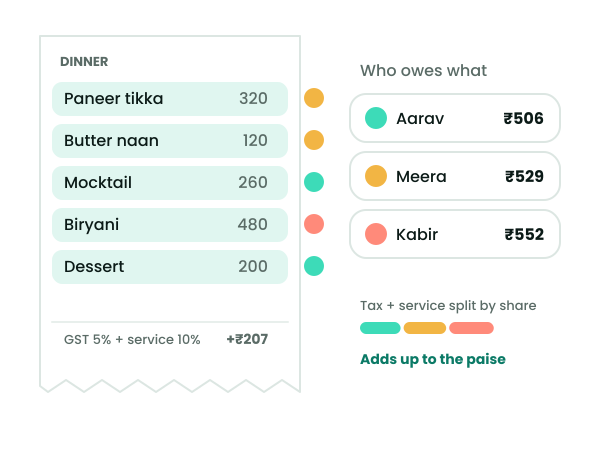 DINNER
Paneer tikka 320
Butter naan 120
Mocktail 260
Biryani 480
Dessert 200
GST 5% + service 10% +₹207
Who owes what
Aarav ₹506
Meera ₹529
Kabir ₹552
Tax + service split by share
Adds up to the paise